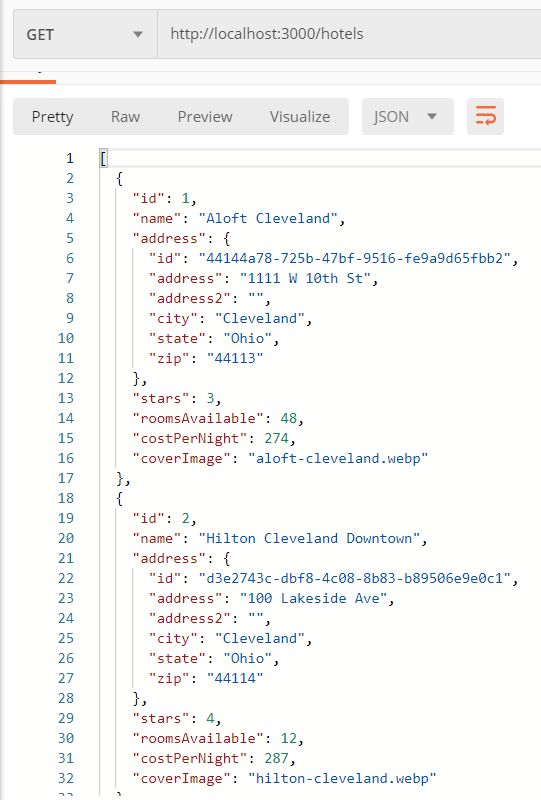 GET http://localhost:3000/hotels
Pretty Raw Preview Visualize JSON
1 [
2 {
3 "id": 1,
4 "name": "Aloft Cleveland",
5 "address": {
6 "id": "44144a78-725b-47bf-9516-fe9a9d65fbb2",
7 "address": "1111 W 10th St",
8 "address2": "",
9 "city": "Cleveland",
10 "state": "Ohio",
11 "zip": "44113"
12 },
13 "stars": 3,
14 "roomsAvailable": 48,
15 "costPerNight": 274,
16 "coverImage": "aloft-cleveland.webp"
17 },
18 {
19 "id": 2,
20 "name": "Hilton Cleveland Downtown",
21 "address": {
22 "id": "d3e2743c-dbf8-4c08-8b83-b89506e9e0c1",
23 "address": "100 Lakeside Ave",
24 "address2": "",
25 "city": "Cleveland",
26 "state": "Ohio",
27 "zip": "44114"
28 },
29 "stars": 4,
30 "roomsAvailable": 12,
31 "costPerNight": 287,
32 "coverImage": "hilton-cleveland.webp"